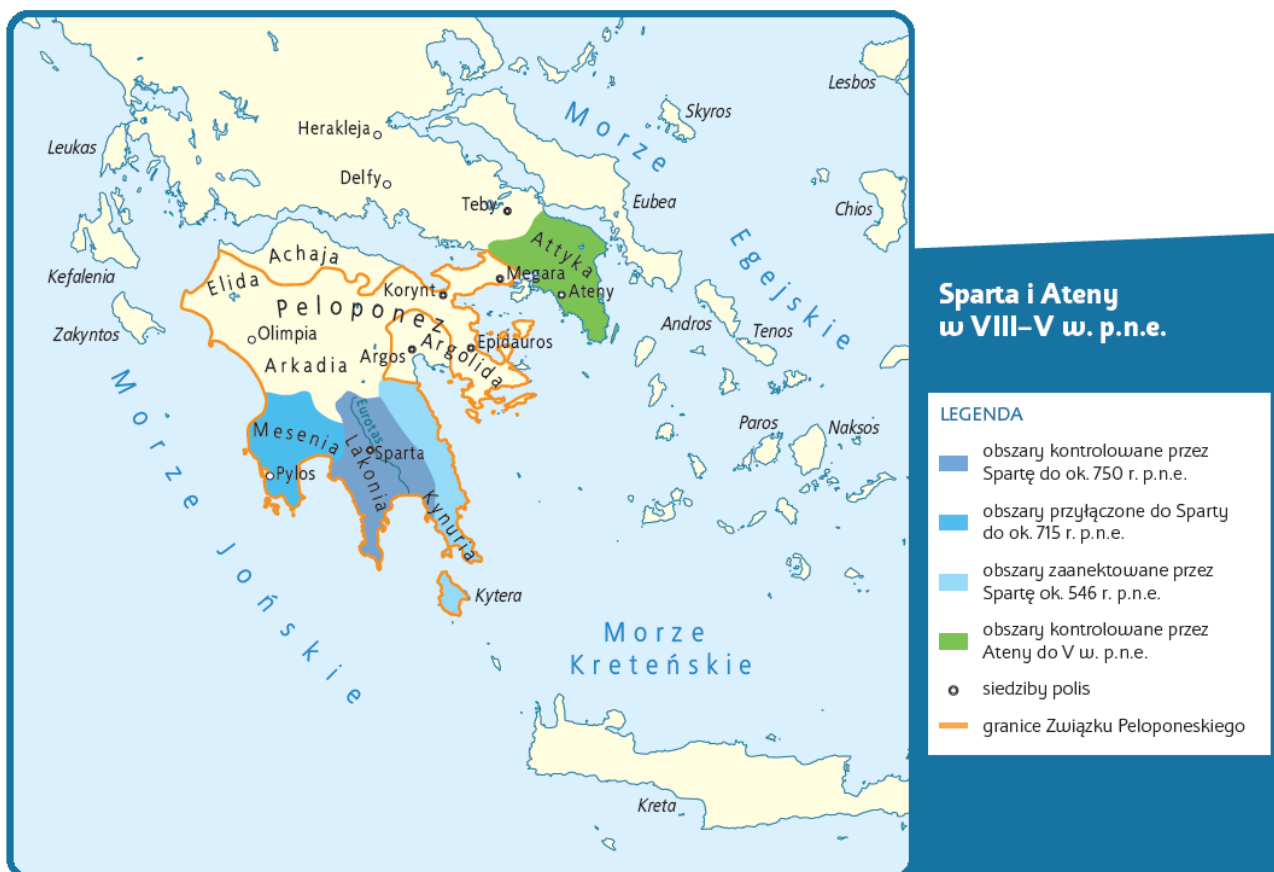 Lesbos
Skyros
Morze
Herakleja
Leukas
Delfy
Teby
Eubea
Chios
Egejskie
Attyka
Achaja
Elida
Kefalenia
Megara
Korynt
Ateny
Peloponez
Zakyntos
Olimpia
Andros
Tenos
Epidauros
Argos
Argolida
Arkadia
Morze Jońskie
Eurotas
Mesenia
Sparta
Lakonia
Pylos
Kynuria
Paros
Naksos
Kytera
Morze
Kreteńskie
Kreta
Sparta i Ateny
w VIII–V w. p.n.e.
LEGENDA
obszary kontrolowane przez
Spartę do ok. 750 r. p.n.e.
obszary przyłączone do Sparty
do ok. 715 r. p.n.e.
obszary zaanektowane przez
Spartę ok. 546 r. p.n.e.
obszary kontrolowane przez
Ateny do V w. p.n.e.
siedziby polis
granice Związku Peloponeskiego